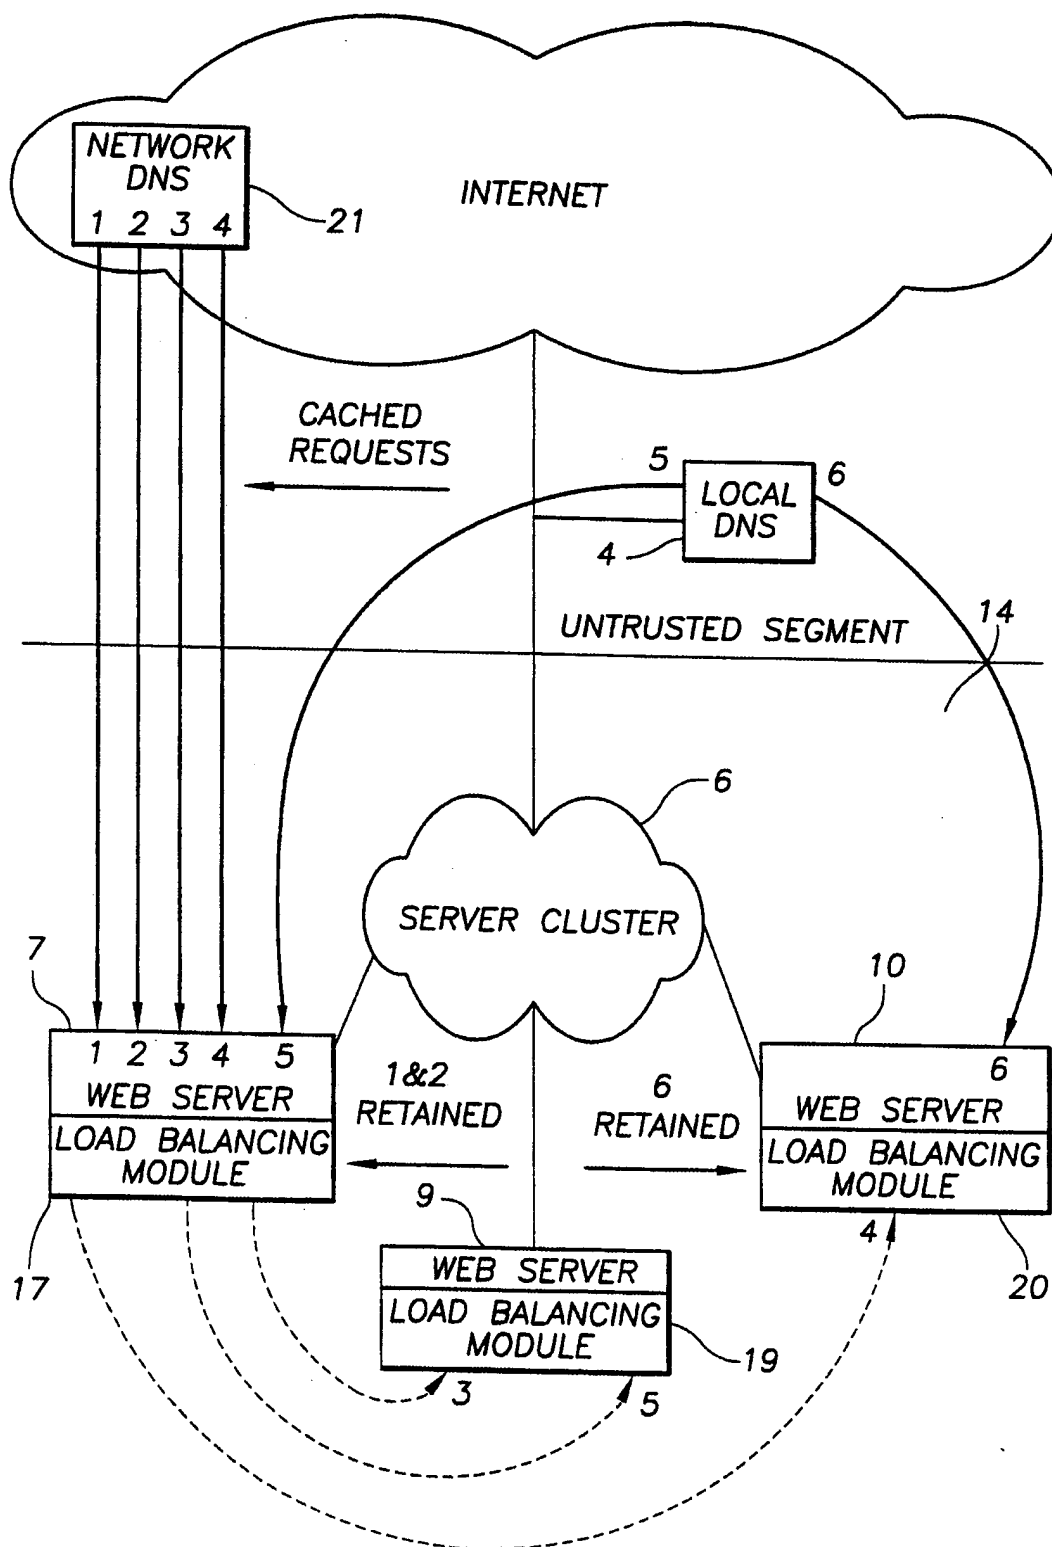 NETWORK
DNS
1 2 3 4
21
INTERNET
CACHED
REQUESTS
5
6
LOCAL
DNS
4
UNTRUSTED SEGMENT
14
6
SERVER CLUSTER
7
10
1 2 3 4 5
WEB SERVER
LOAD BALANCING
MODULE
1&2
RETAINED
6
RETAINED
6
WEB SERVER
LOAD BALANCING
MODULE
17
9
4
20
WEB SERVER
LOAD BALANCING
MODULE
19
3
5